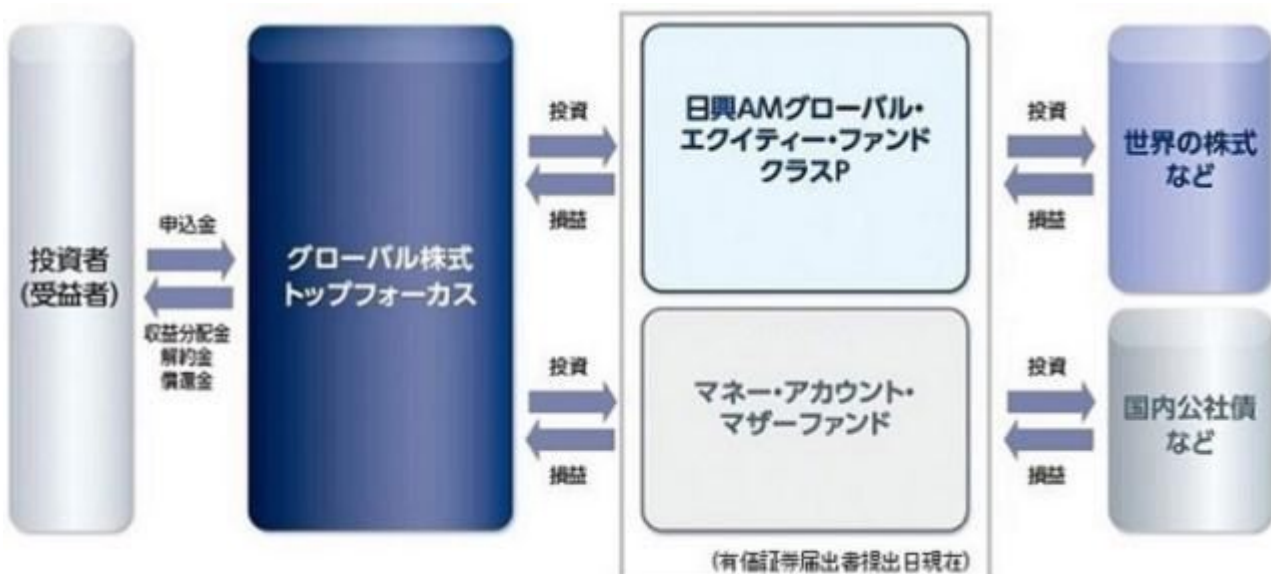 投資者
(受益者)
申込金
収益分配金
解約金
償還金
グローバル株式
トップフォーカス
投資
損益
日興AMグローバル・
エクイティー・ファンド
クラスP
投資
損益
世界の株式
など
投資
損益
マネー・アカウント・
マザーファンド
投資
損益
国内公社債
など
(有価証券届出書提出日現在)